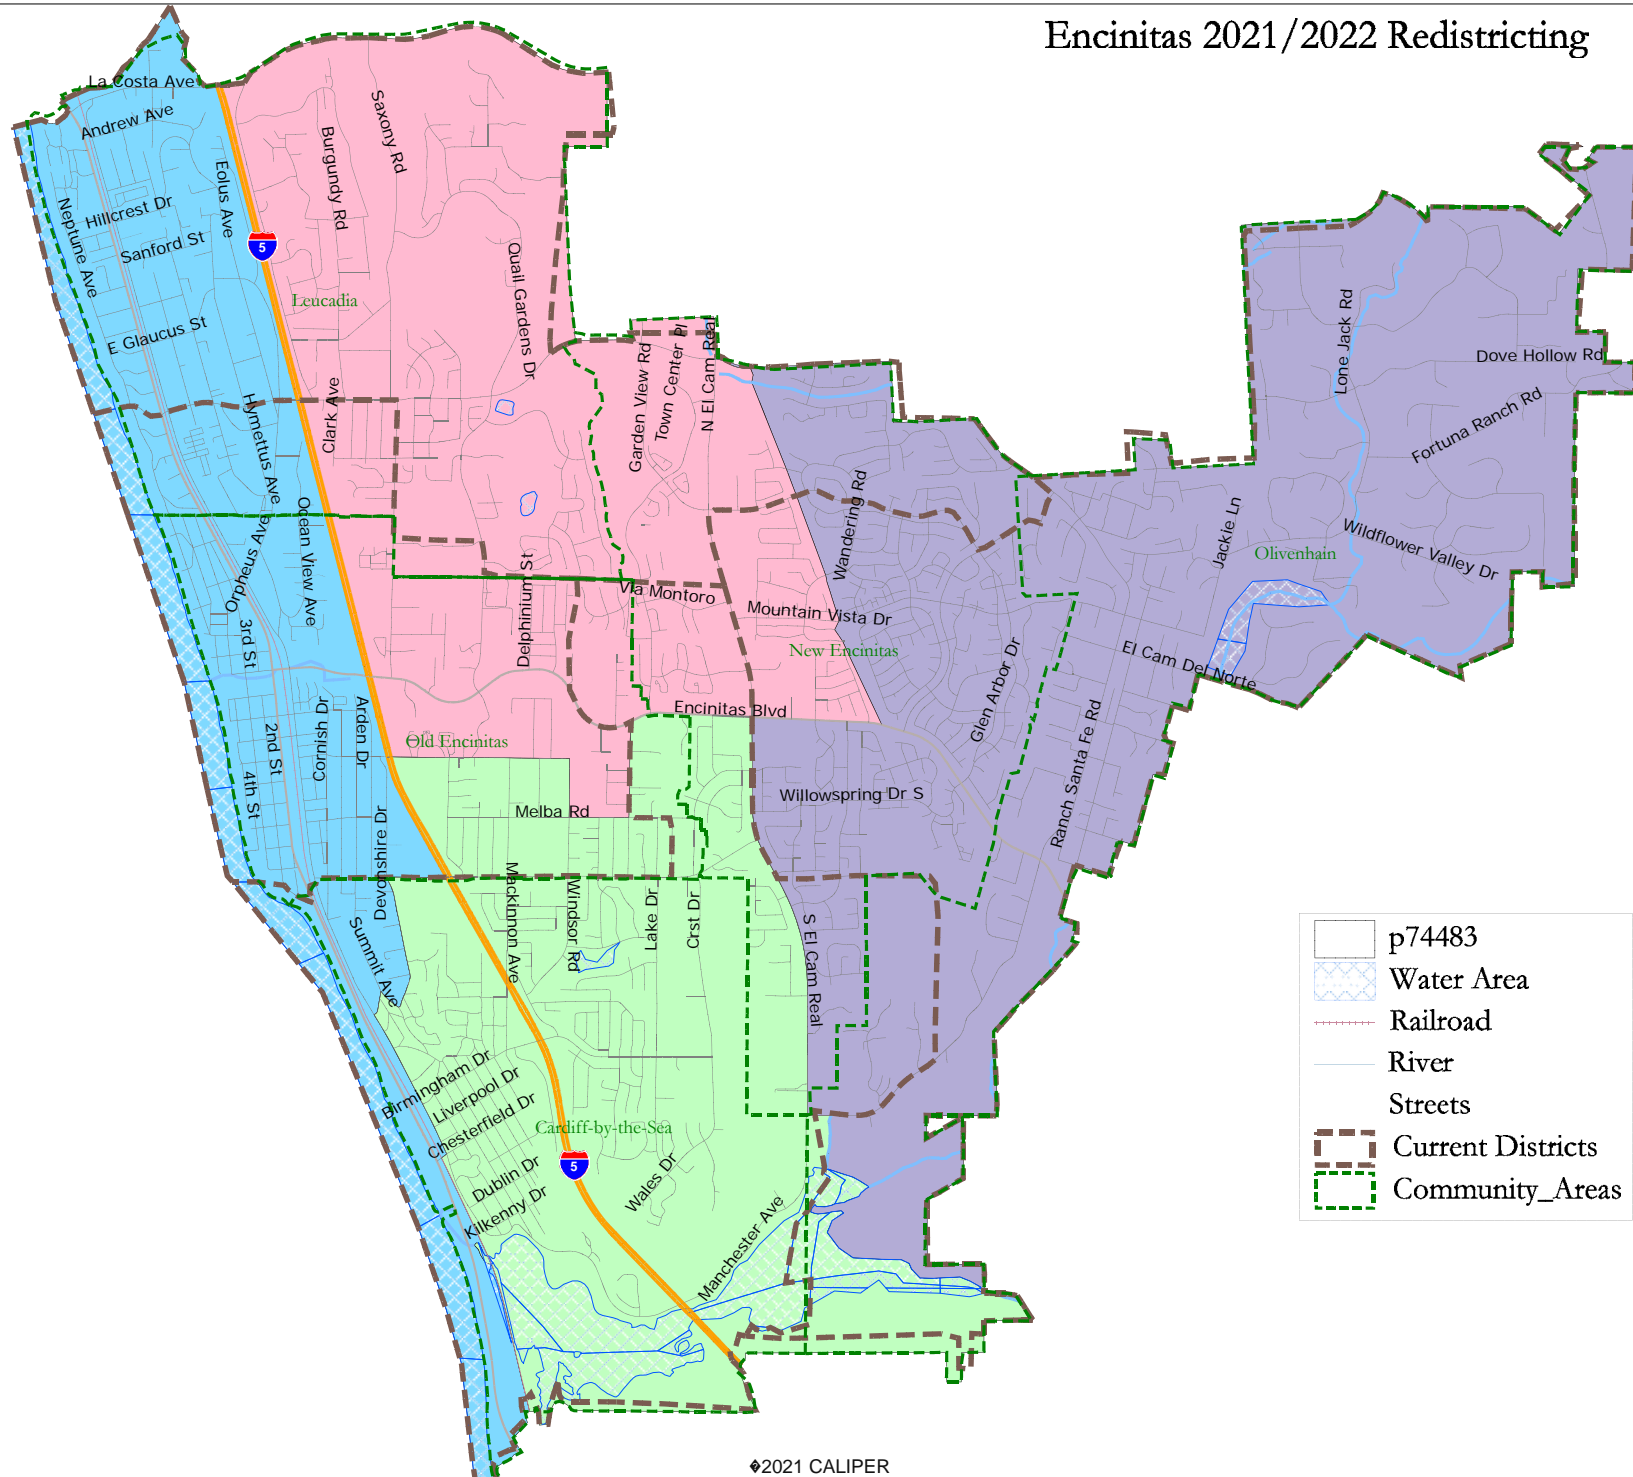 Encinitas 2021/2022 Redistricting
La Costa Ave
Andrew Ave
Saxony Rd
Burgundy Rd
Eolus Ave
Hillcrest Dr
Neptune Ave
Sanford St
5
Quail Gardens Dr
Leucadia
E Glaucus St
Lone Jack Rd
Dove Hollow Rd
Garden View Rd
Town Center Pl
N El Cam Real
Clark Ave
Hymettus Ave
Fortuna Ranch Rd
Wandering Rd
Ocean View Ave
Orpheus Ave
Jackie Ln
Olivenhain
Wildflower Valley Dr
Delphinium St
Via Montoro
Mountain Vista Dr
3rd St
New Encinitas
El Cam Del Norte
Glen Arbor Dr
Encinitas Blvd
Cornish Dr
Arden Dr
2nd St
Old Encinitas
Ranch Santa Fe Rd
4th St
Willowspring Dr S
Melba Rd
Devonshire Dr
Mackinnon Ave
Windsor Rd
Lake Dr
Crst Dr
S El Cam Real
Summit Ave
Birmingham Dr
Liverpool Dr
Chesterfield Dr
Cardiff-by-the-Sea
5
Dublin Dr
Kilkenny Dr
Wales Dr
Manchester Ave
p74483
Water Area
Railroad
River
Streets
Current Districts
Community_Areas
�2021 CALIPER